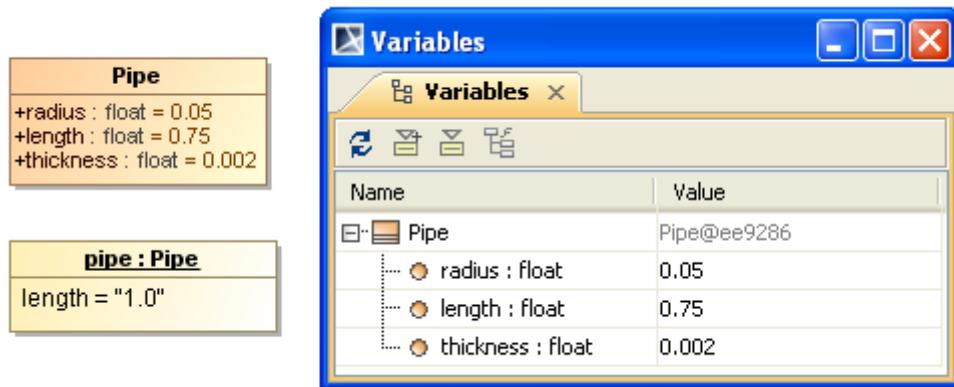 Pipe
+radius : float = 0.05
+length : float = 0.75
+thickness : float = 0.002
pipe : Pipe
length = "1.0"
Variables
Variables
Name Value
Pipe Pipe@ee9286
radius : float 0.05
length : float 0.75
thickness : float 0.002